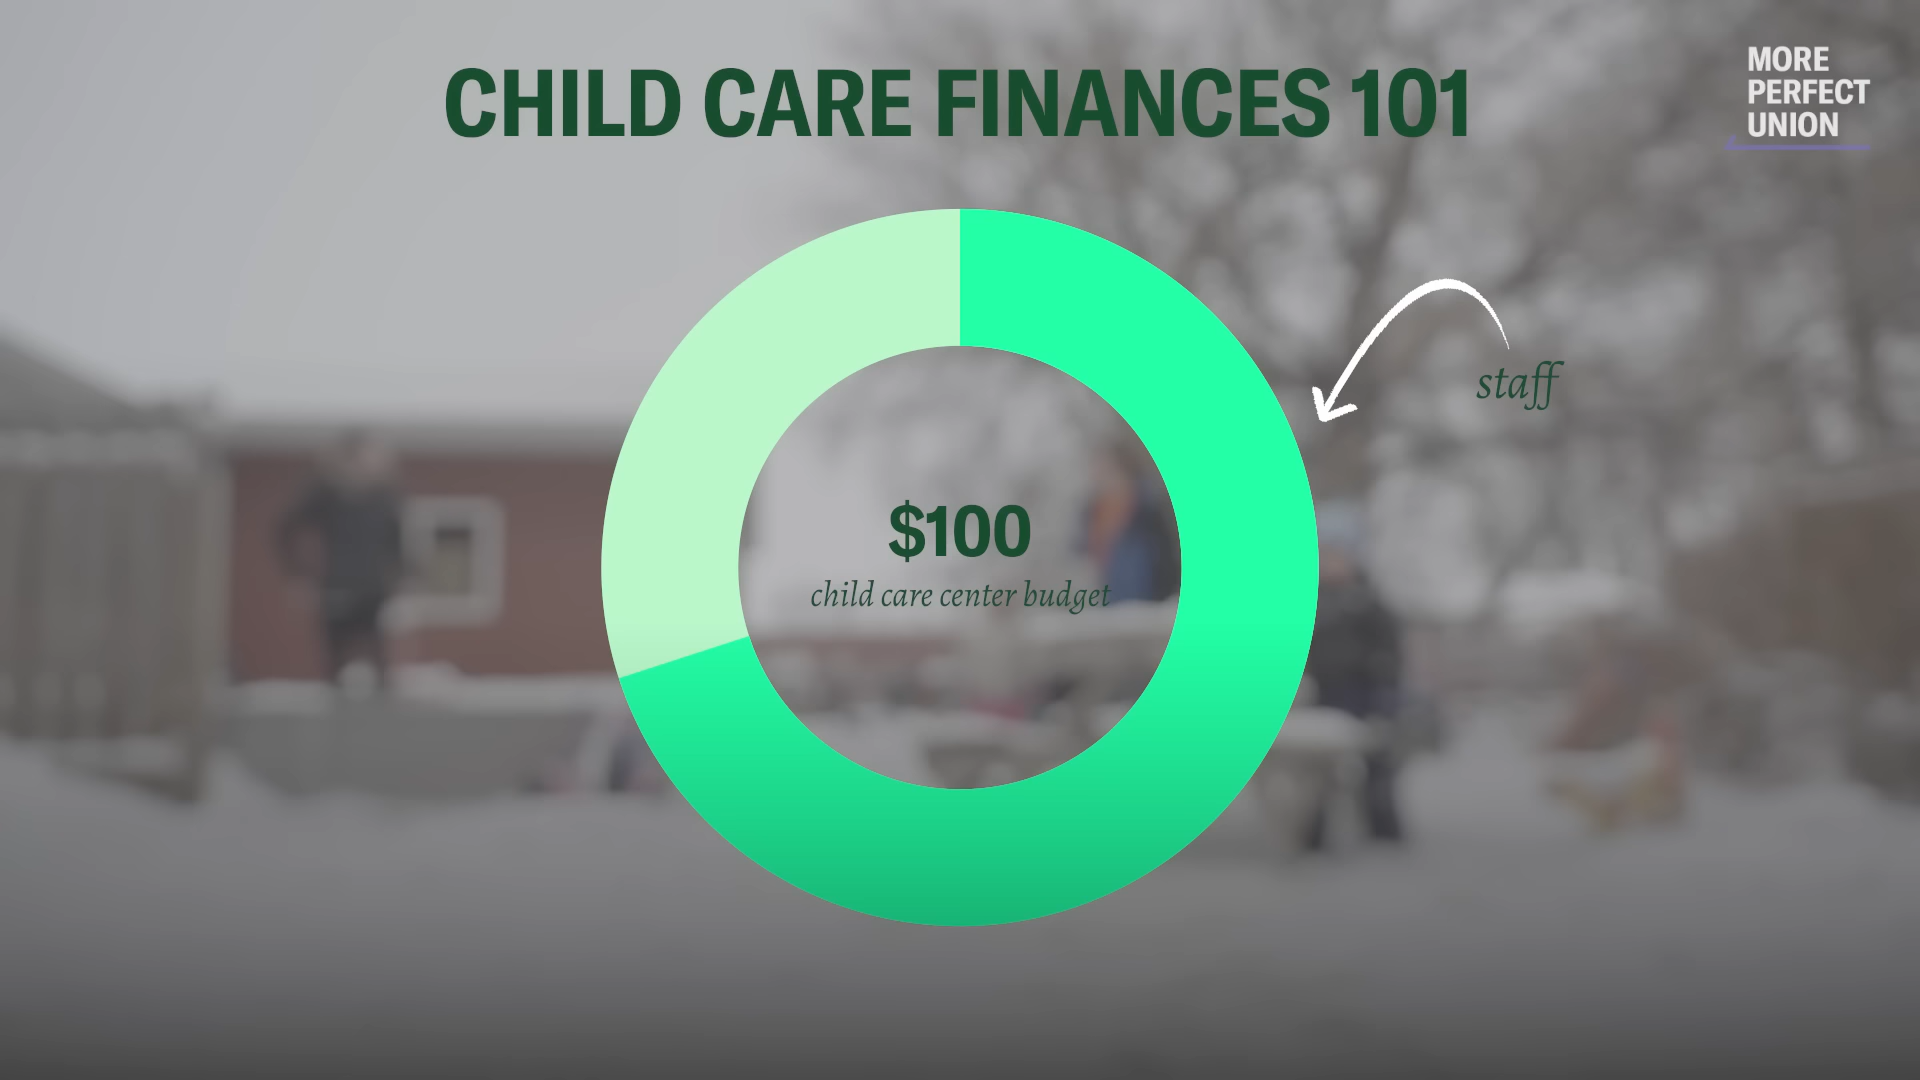 CHILD CARE FINANCES 101
MORE
PERFECT
UNION
staff
$100
child care center budget